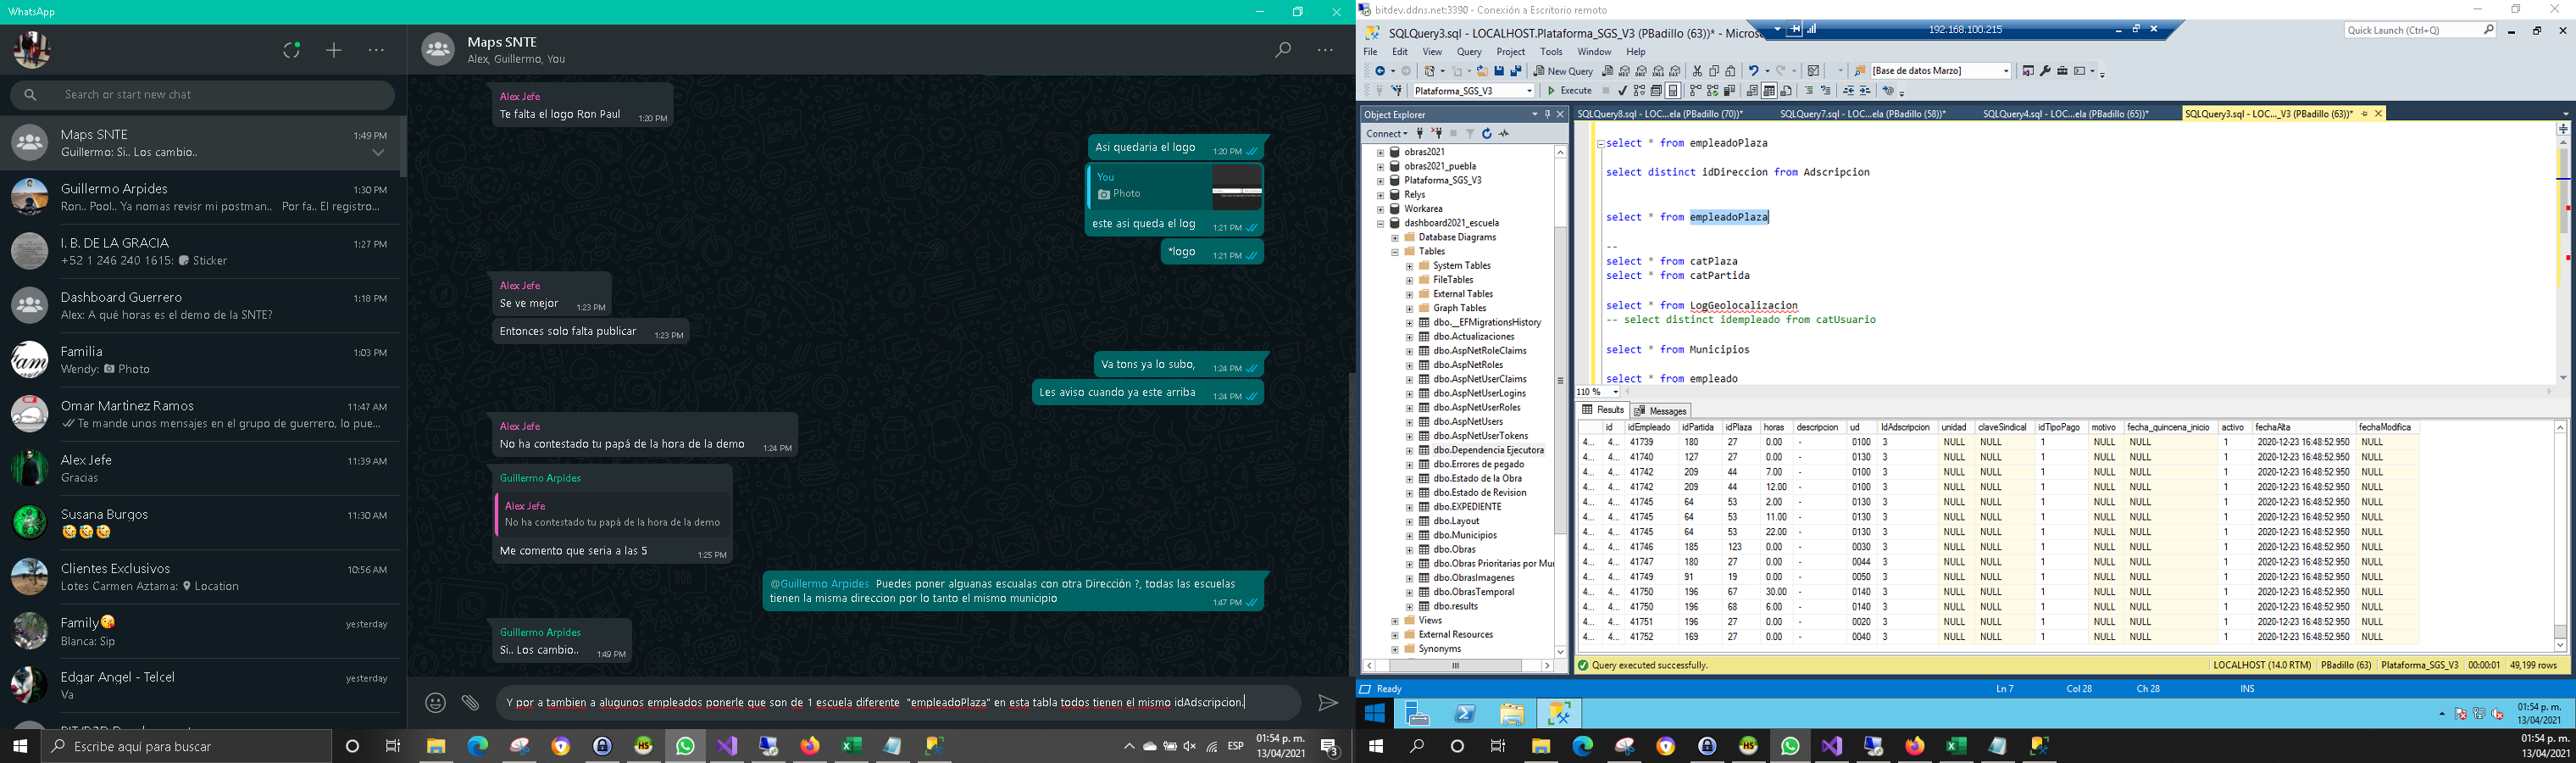 WhatsApp
Search or start new chat
Maps SNTE
1:49 PM
Guillermo: Si.. Los cambio..
Guillermo Arpides
1:30 PM
Ron.. Pool.. Ya nomas revisr mi postman.. Por fa.. El registro...
I. B. DE LA GRACIA
1:27 PM
+52 1 246 240 1615: Sticker
Dashboard Guerrero
1:18 PM
Alex: A qué horas es el demo de la SNTE?
Familia
1:03 PM
Wendy: Photo
Omar Martinez Ramos
11:47 AM
Te mande unos mensajes en el grupo de guerrero, lo pue...
Alex Jefe
11:39 AM
Gracias
Susana Burgos
11:30 AM
🤣🤣🤣
Clientes Exclusivos
10:56 AM
Lotes Carmen Aztama: Location
Family😘
yesterday
Blanca: Sip
Edgar Angel - Telcel
yesterday
Va
Maps SNTE
Alex, Guillermo, You
Alex Jefe
Te falta el logo Ron Paul 1:20 PM
Asi quedaria el logo 1:20 PM
You
Photo
este asi queda el log 1:21 PM
*logo 1:21 PM
Alex Jefe
Se ve mejor 1:23 PM
Entonces solo falta publicar 1:23 PM
Va tons ya lo subo, 1:24 PM
Les aviso cuando ya este arriba 1:24 PM
Alex Jefe
No ha contestado tu papá de la hora de la demo 1:24 PM
Guillermo Arpides
Alex Jefe
No ha contestado tu papá de la hora de la demo
Me comento que seria a las 5 1:25 PM
@Guillermo Arpides Puedes poner alguanas escualas con otra Dirección ?, todas las escuelas
tienen la misma direccion por lo tanto el mismo municipio 1:47 PM
Guillermo Arpides
Si.. Los cambio.. 1:49 PM
Y por a tambien a alugunos empleados ponerle que son de 1 escuela diferente "empleadoPlaza" en esta tabla todos tienen el mismo idAdscripcion.
Escribe aquí para buscar
HS
ESP
01:54 p. m.
13/04/2021
3
bitdev.ddns.net:3390 - Conexión a Escritorio remoto
SQLQuery3.sql - LOCALHOST.Plataforma_SGS_V3 (PBadillo (63))* - Micros
192.168.100.215
Quick Launch (Ctrl+Q)
File Edit View Query Project Tools Window Help
New Query
[Base de datos Marzo]
Plataforma_SGS_V3
Execute
Object Explorer
Connect
obras2021
obras2021_puebla
Plataforma_SGS_V3
Relys
Workarea
dashboard2021_escuela
Database Diagrams
Tables
System Tables
FileTables
External Tables
Graph Tables
dbo.__EFMigrationsHistory
dbo.Actualizaciones
dbo.AspNetRoleClaims
dbo.AspNetRoles
dbo.AspNetUserClaims
dbo.AspNetUserLogins
dbo.AspNetUserRoles
dbo.AspNetUsers
dbo.AspNetUserTokens
dbo.Dependencia Ejecutora
dbo.Errores de pegado
dbo.Estado de la Obra
dbo.Estado de Revision
dbo.EXPEDIENTE
dbo.Layout
dbo.Municipios
dbo.Obras
dbo.Obras Prioritarias por Mu
dbo.ObrasImagenes
dbo.ObrasTemporal
dbo.results
Views
External Resources
Synonyms
SQLQuery8.sql - LOC...ela (PBadillo (70))*
SQLQuery7.sql - LOC...ela (PBadillo (58))*
SQLQuery4.sql - LOC...ela (PBadillo (65))*
SQLQuery3.sql - LOC..._V3 (PBadillo (63))*
select * from empleadoPlaza
select distinct idDireccion from Adscripcion
select * from empleadoPlaza
--
select * from catPlaza
select * from catPartida
select * from LogGeolocalizacion
-- select distinct idempleado from catUsuario
select * from Municipios
select * from empleado
110 %
Results Messages
id idEmpleado idPartida idPlaza horas descripcion ud IdAdscripcion unidad claveSindical idTipoPago motivo fecha_quincena_inicio activo fechaAlta fechaModifica
4... 4... 41739 180 27 0.00 - 0100 3 NULL NULL 1 NULL NULL 1 2020-12-23 16:48:52.950 NULL
4... 4... 41740 127 27 0.00 - 0130 3 NULL NULL 1 NULL NULL 1 2020-12-23 16:48:52.950 NULL
4... 4... 41742 209 44 7.00 - 0100 3 NULL NULL 1 NULL NULL 1 2020-12-23 16:48:52.950 NULL
4... 4... 41742 209 44 12.00 - 0100 3 NULL NULL 1 NULL NULL 1 2020-12-23 16:48:52.950 NULL
4... 4... 41745 64 53 2.00 - 0130 3 NULL NULL 1 NULL NULL 1 2020-12-23 16:48:52.950 NULL
4... 4... 41745 64 53 11.00 - 0130 3 NULL NULL 1 NULL NULL 1 2020-12-23 16:48:52.950 NULL
4... 4... 41745 64 53 22.00 - 0130 3 NULL NULL 1 NULL NULL 1 2020-12-23 16:48:52.950 NULL
4... 4... 41746 185 123 0.00 - 0030 3 NULL NULL 1 NULL NULL 1 2020-12-23 16:48:52.950 NULL
4... 4... 41747 180 27 0.00 - 0044 3 NULL NULL 1 NULL NULL 1 2020-12-23 16:48:52.950 NULL
4... 4... 41749 91 19 0.00 - 0050 3 NULL NULL 1 NULL NULL 1 2020-12-23 16:48:52.950 NULL
4... 4... 41750 196 67 30.00 - 0140 3 NULL NULL 1 NULL NULL 1 2020-12-23 16:48:52.950 NULL
4... 4... 41750 196 68 6.00 - 0140 3 NULL NULL 1 NULL NULL 1 2020-12-23 16:48:52.950 NULL
4... 4... 41751 196 27 0.00 - 0020 3 NULL NULL 1 NULL NULL 1 2020-12-23 16:48:52.950 NULL
4... 4... 41752 169 27 0.00 - 0040 3 NULL NULL 1 NULL NULL 1 2020-12-23 16:48:52.950 NULL
Query executed successfully.
LOCALHOST (14.0 RTM) PBadillo (63) Plataforma_SGS_V3 00:00:01 49,199 rows
Ready
Ln 7 Col 28 Ch 28 INS
01:54 p. m.
13/04/2021
HS
01:54 p. m.
13/04/2021